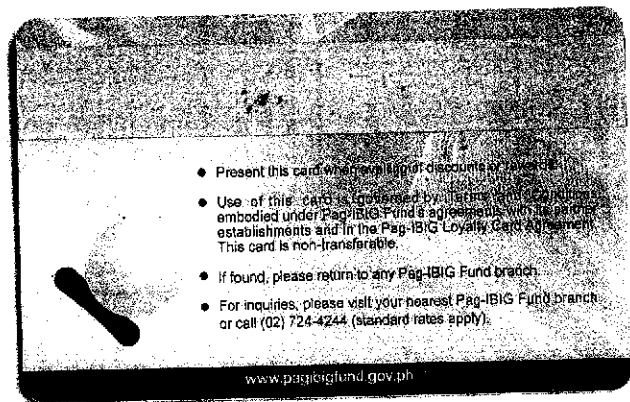 ● Present this card when availing of discounts or rewards.
● Use of this card is governed by terms and conditions
embodied under Pag-IBIG Fund's agreements with its partner
establishments and in the Pag-IBIG Loyalty Card Agreement.
This card is non-transferable.
● If found, please return to any Pag-IBIG Fund branch.
● For inquiries, please visit your nearest Pag-IBIG Fund branch
or call (02) 724-4244 (standard rates apply).
www.pagibigfund.gov.ph